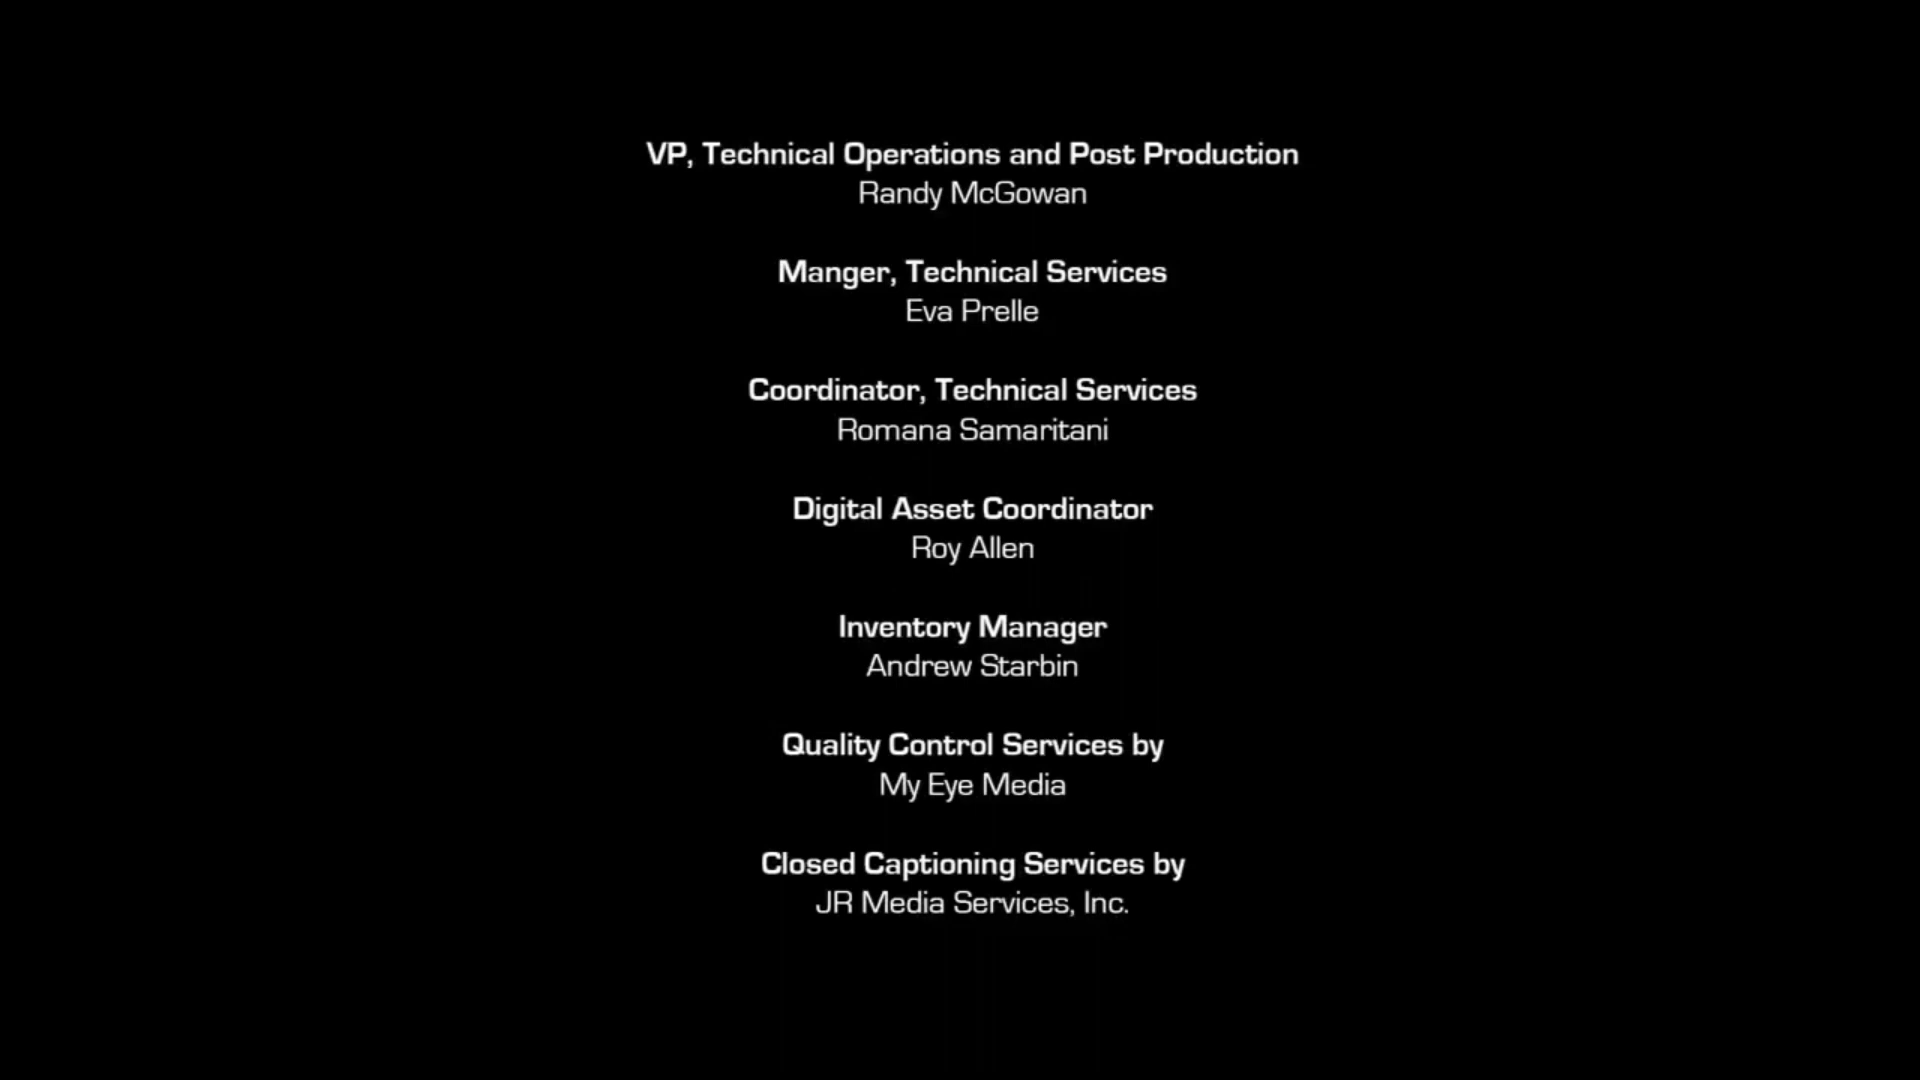 VP, Technical Operations and Post Production
Randy McGowan
Manger, Technical Services
Eva Prelle
Coordinator, Technical Services
Romana Samaritani
Digital Asset Coordinator
Roy Allen
Inventory Manager
Andrew Starbin
Quality Control Services by
My Eye Media
Closed Captioning Services by
JR Media Services, Inc.